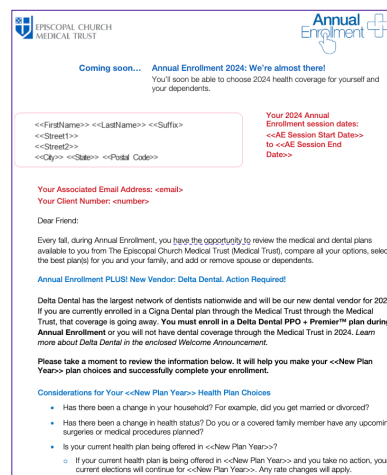 EPISCOPAL CHURCH
MEDICAL TRUST
Annual
Enrollment
Coming soon… Annual Enrollment 2024: We're almost there!
You'll soon be able to choose 2024 health coverage for yourself and
your dependents.
<<FirstName>> <<LastName>> <<Suffix>
<<Street1>>
<<Street2>>
<<City>> <<State>> <<Postal Code>>
Your 2024 Annual
Enrollment session dates:
<<AE Session Start Date>>
to <<AE Session End
Date>>
Your Associated Email Address: <email>
Your Client Number: <number>
Dear Friend:
Every fall, during Annual Enrollment, you have the opportunity to review the medical and dental plans
available to you from The Episcopal Church Medical Trust (Medical Trust), compare all your options, selec
the best plan(s) for you and your family, and add or remove spouse or dependents.
Annual Enrollment PLUS! New Vendor: Delta Dental. Action Required!
Delta Dental has the largest network of dentists nationwide and will be our new dental vendor for 202
If you are currently enrolled in a Cigna Dental plan through the Medical Trust through the Medical
Trust, that coverage is going away. You must enroll in a Delta Dental PPO + Premier™ plan during
Annual Enrollment or you will not have dental coverage through the Medical Trust in 2024. Learn
more about Delta Dental in the enclosed Welcome Announcement.
Please take a moment to review the information below. It will help you make your <<New Plan
Year>> plan choices and successfully complete your enrollment.
Considerations for Your <<New Plan Year>> Health Plan Choices
• Has there been a change in your household? For example, did you get married or divorced?
• Has there been a change in health status? Do you or a covered family member have any upcomin
surgeries or medical procedures planned?
• Is your current health plan being offered in <<New Plan Year>>?
o If your current health plan is being offered in <<New Plan Year>> and you take no action, your
current elections will continue for <<New Plan Year>>. Any rate changes will apply.